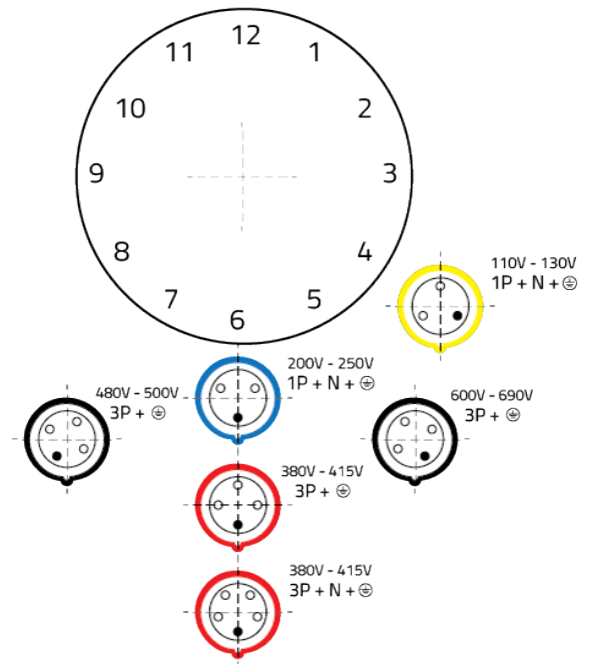 12
11
1
10
2
9
3
8
4
7
5
6
110V - 130V
1P + N + ⏚
200V - 250V
1P + N + ⏚
480V - 500V
3P + ⏚
600V - 690V
3P + ⏚
380V - 415V
3P + ⏚
380V - 415V
3P + N + ⏚